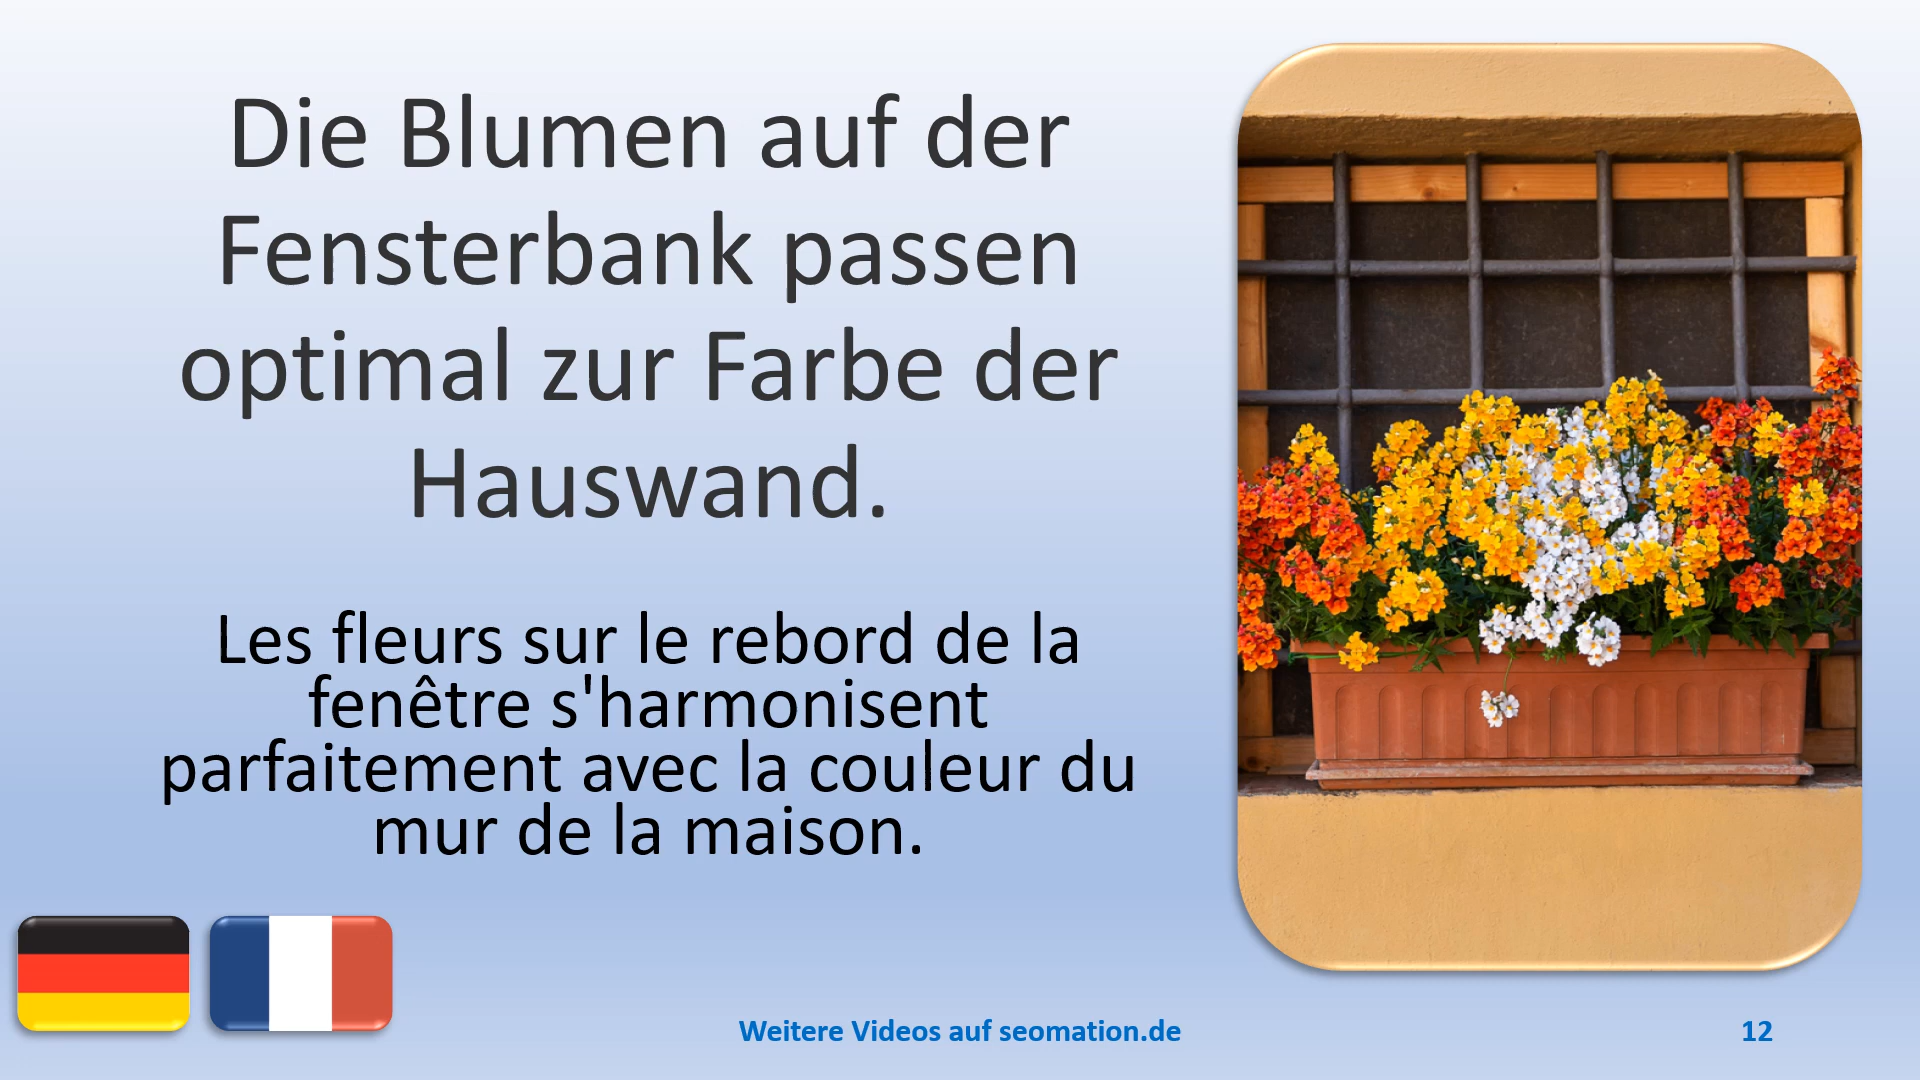 Die Blumen auf der
Fensterbank passen
optimal zur Farbe der
Hauswand.
Les fleurs sur le rebord de la
fenêtre s'harmonisent
parfaitement avec la couleur du
mur de la maison.
Weitere Videos auf seomation.de
12